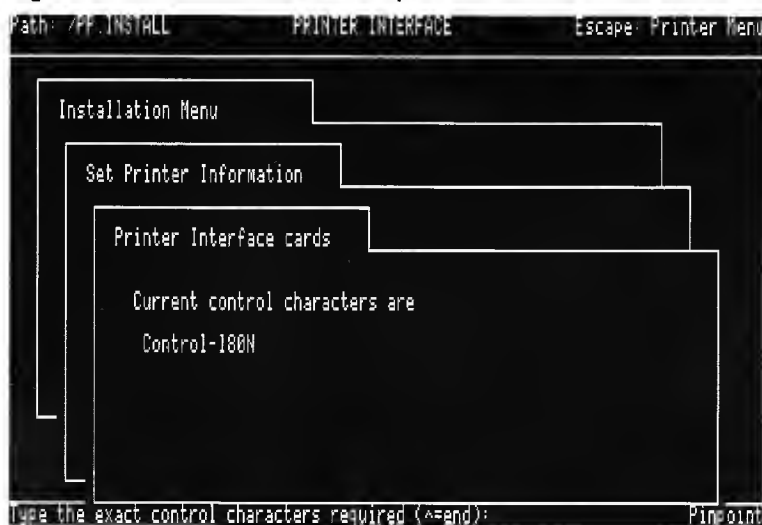 Path: /PP.INSTALL PRINTER INTERFACE Escape: Printer Menu
Installation Menu
Set Printer Information
Printer Interface cards
Current control characters are
Control-I80N
Type the exact control characters required (^=end): Pinpoint